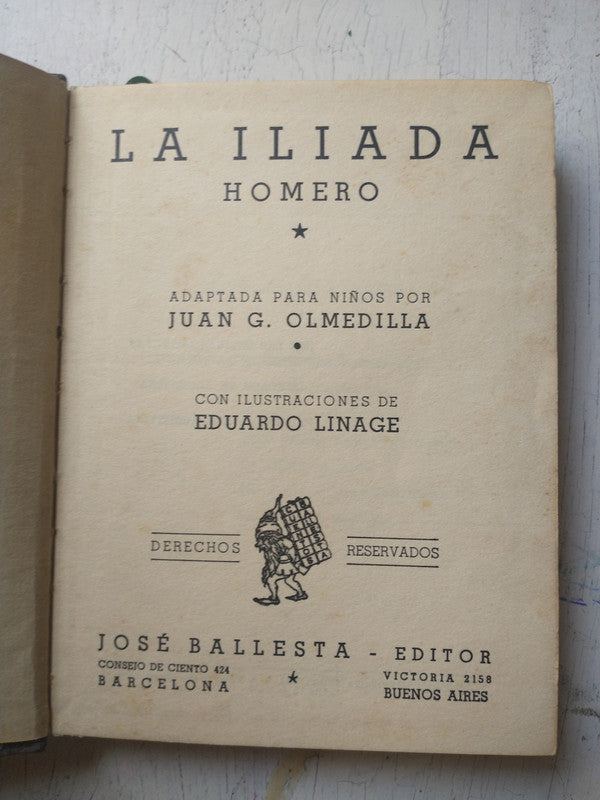 LA ILIADA
HOMERO
ADAPTADA PARA NIÑOS POR
JUAN G. OLMEDILLA
CON ILUSTRACIONES DE
EDUARDO LINAGE
DERECHOS RESERVADOS
JOSÉ BALLESTA - EDITOR
CONSEJO DE CIENTO 424
BARCELONA
VICTORIA 2158
BUENOS AIRES